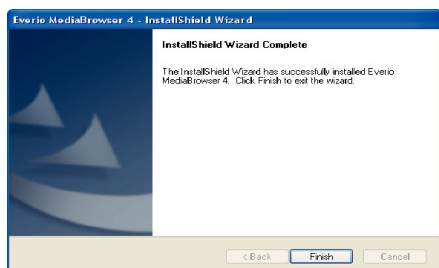 Everio MediaBrowser 4 - InstallShield Wizard
InstallShield Wizard Complete
The InstallShield Wizard has successfully installed Everio
MediaBrowser 4. Click Finish to exit the wizard.
< Back
Finish
Cancel